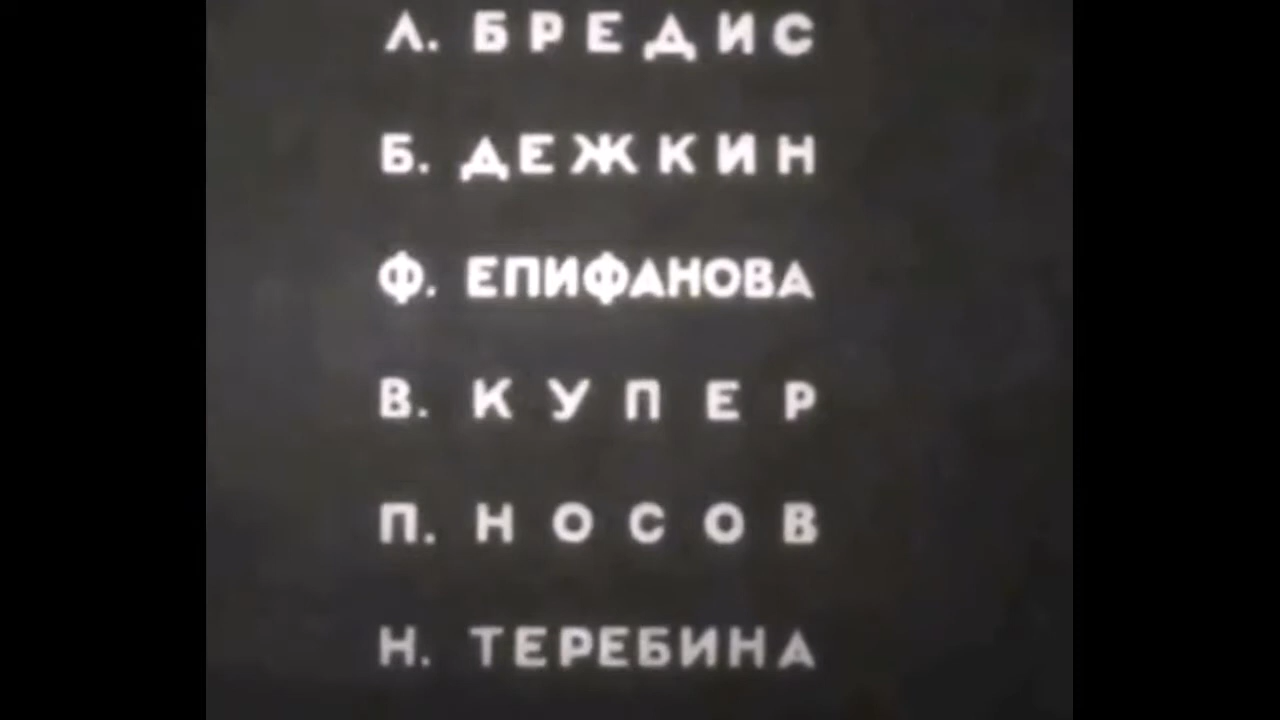 Л. БРЕДИС
Б. ДЕЖКИН
Ф. ЕПИФАНОВА
В. КУПЕР
П. НОСОВ
Н. ТЕРЕБИНА